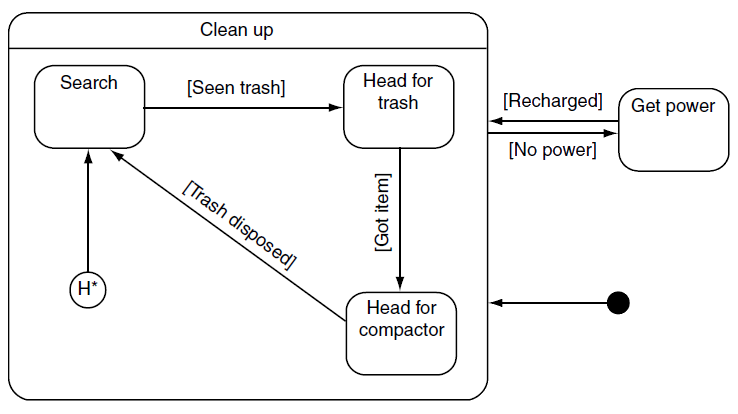 Clean up
Search
[Seen trash]
Head for
trash
[Recharged]
Get power
[No power]
[Trash disposed]
[Got item]
H*
Head for
compactor